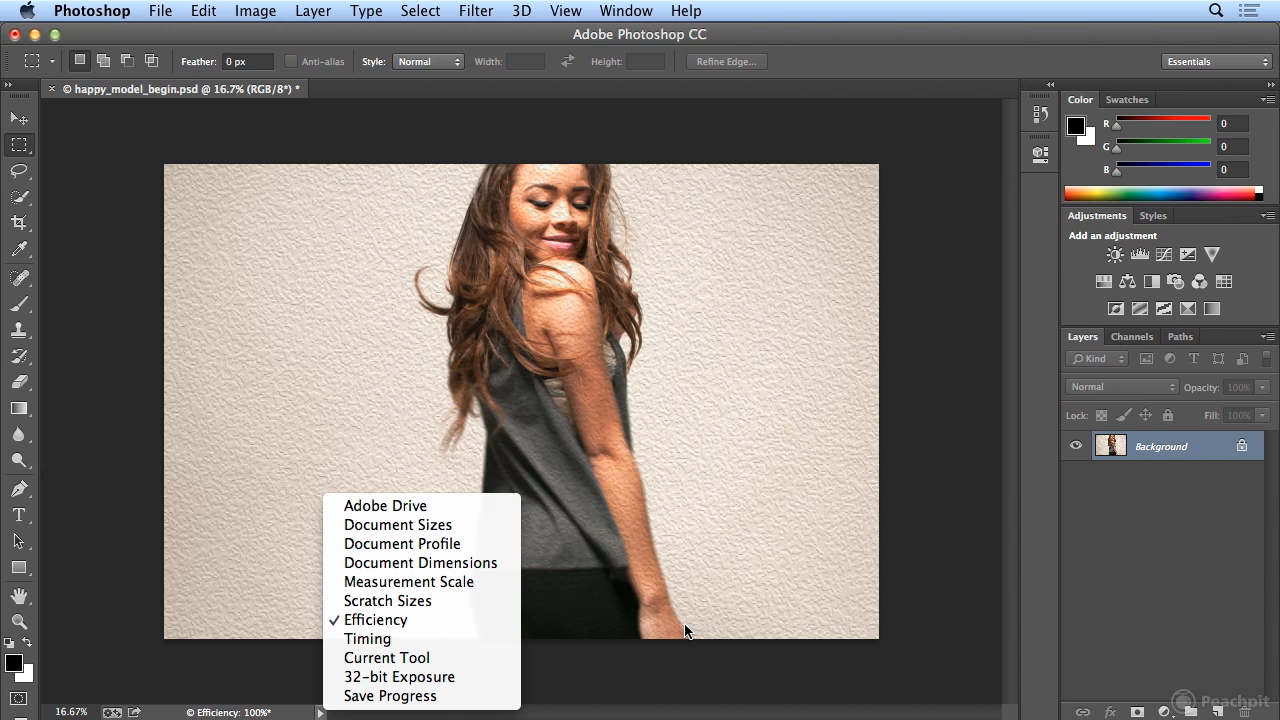 Photoshop File Edit Image Layer Type Select Filter 3D View Window Help
Adobe Photoshop CC
Feather: 0 px Anti-alias Style: Normal Width: Height: Refine Edge... Essentials
× © happy_model_begin.psd @ 16.7% (RGB/8*) *
Color Swatches
R 0
G 0
B 0
Adjustments Styles
Add an adjustment
Layers Channels Paths
Kind
Normal Opacity: 100%
Lock: Fill: 100%
Background
Adobe Drive
Document Sizes
Document Profile
Document Dimensions
Measurement Scale
Scratch Sizes
✓ Efficiency
Timing
Current Tool
32-bit Exposure
Save Progress
16.67% © Efficiency: 100%*
Peachpit